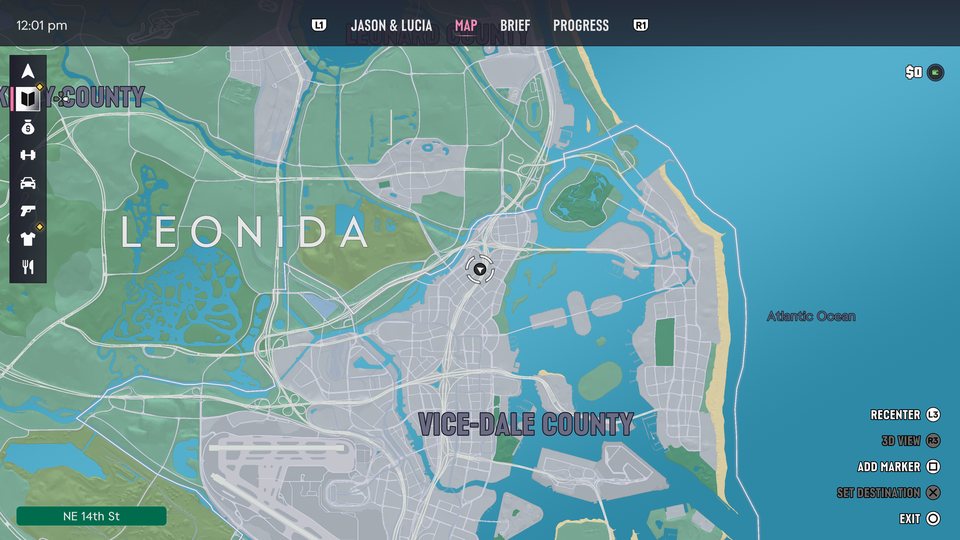 12:01 pm
L1 JASON & LUCIA MAP BRIEF PROGRESS R1
$0
COUNTY
LEONIDA
Atlantic Ocean
VICE-DALE COUNTY
RECENTER L3
3D VIEW R3
ADD MARKER
SET DESTINATION
EXIT
NE 14th St